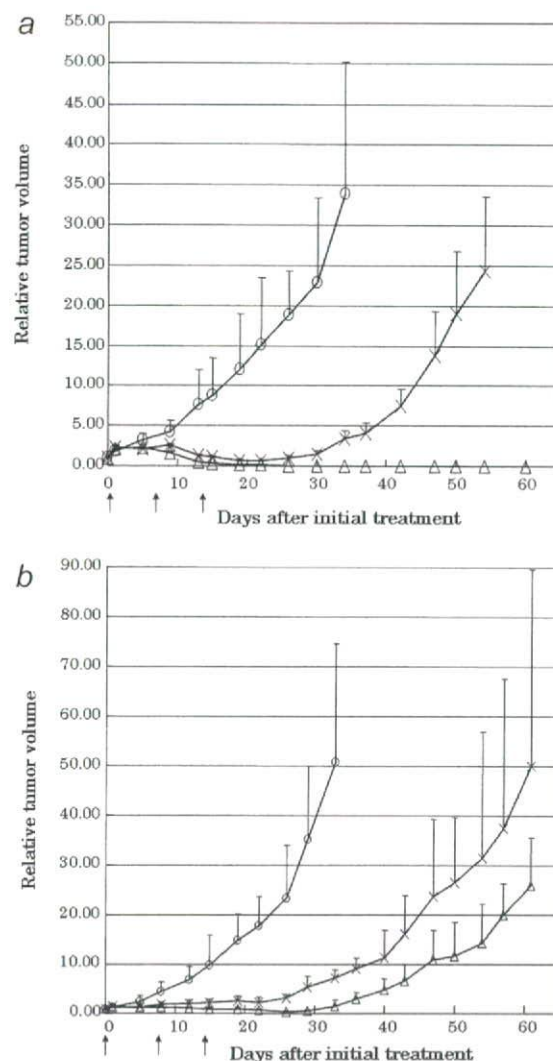 a
55.00
50.00
45.00
40.00
35.00
30.00
25.00
20.00
15.00
10.00
5.00
0.00
Relative tumor volume
0 10 20 30 40 50 60
Days after initial treatment
b
90.00
80.00
70.00
60.00
50.00
40.00
30.00
20.00
10.00
0.00
Relative tumor volume
0 10 20 30 40 50 60
Days after initial treatment